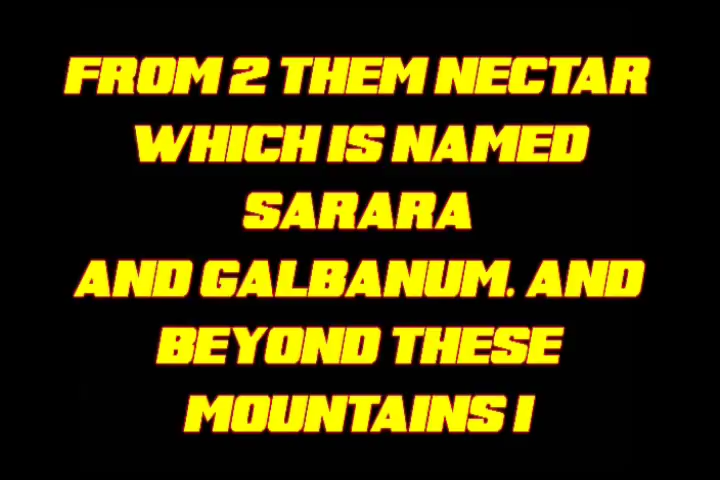 FROM 2 THEM NECTAR
WHICH IS NAMED
SARARA
AND GALBANUM. AND
BEYOND THESE
MOUNTAINS I